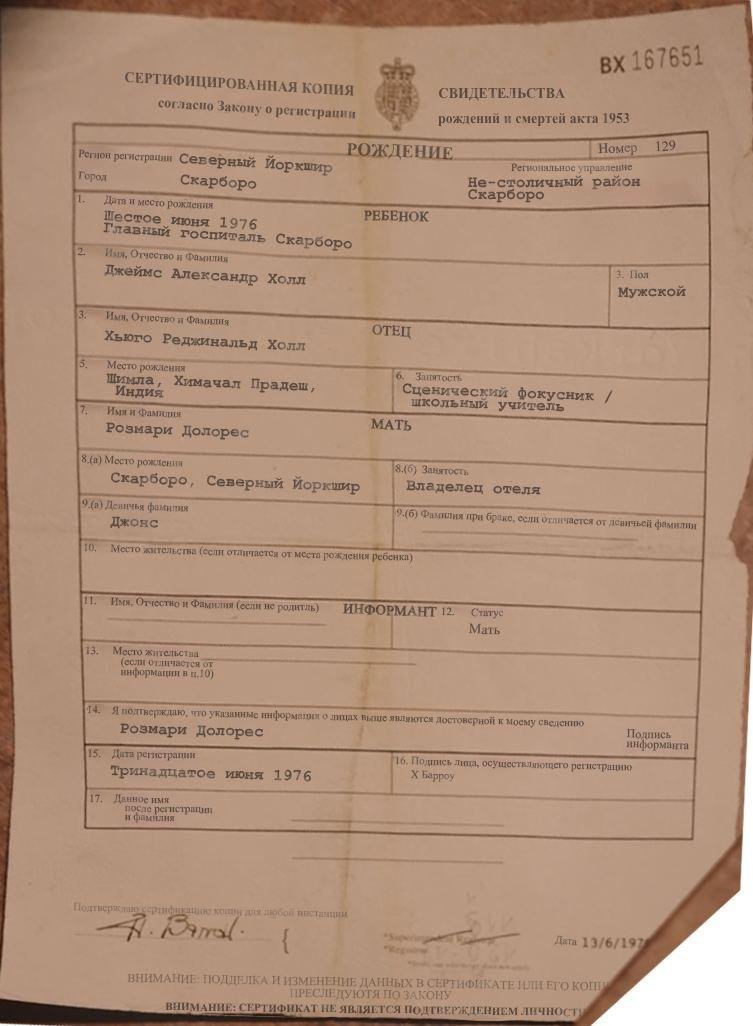 BX 167651
СЕРТИФИЦИРОВАННАЯ КОПИЯ СВИДЕТЕЛЬСТВА
согласно Закону о регистрации рождений и смертей акта 1953
РОЖДЕНИЕ Номер 129
Регион регистрации Северный Йоркшир Региональное управление
Город Скарборо Не-столичный район
Скарборо
1. Дата и место рождения РЕБЕНОК
Шестое июня 1976
Главный госпиталь Скарборо
2. Имя, Отчество и Фамилия 3. Пол
Джеймс Александр Холл Мужской
3. Имя, Отчество и Фамилия ОТЕЦ
Хьюго Реджинальд Холл
5. Место рождения 6. Занятость
Шимла, Химачал Прадеш, Сценический фокусник /
Индия школьный учитель
7. Имя и Фамилия МАТЬ
Розмари Долорес
8.(а) Место рождения 8.(б) Занятость
Скарборо, Северный Йоркшир Владелец отеля
9.(а) Девичья фамилия 9.(б) Фамилия при браке, если отличается от девичьей фамилии
Джонс
10. Место жительства (если отличается от места рождения ребенка)
11. Имя, Отчество и Фамилия (если не родитль) ИНФОРМАНТ 12. Статус
Мать
13. Место жительства
(если отличается от
информации в ц.10)
14. Я подтверждаю, что указанные информация о лицах выше являются достоверной к моему сведению
Розмари Долорес Подпись
информанта
15. Дата регистрации 16. Подпись лица, осуществляющего регистрацию
Тринадцатое июня 1976 Х Барроу
17. Данное имя
после регистрации
и фамилия
Подтверждаю сертификацию копии для любой инстанции
Дата 13/6/197
ВНИМАНИЕ: ПОДДЕЛКА И ИЗМЕНЕНИЕ ДАННЫХ В СЕРТИФИКАТЕ ИЛИ ЕГО КОПИ
ПРЕСЛЕДУЮТЯ ПО ЗАКОНУ
ВНИМАНИЕ: СЕРТИФИКАТ НЕ ЯВЛЯЕТСЯ ПОДТВЕРЖДЕНИЕМ ЛИЧНОСТИ